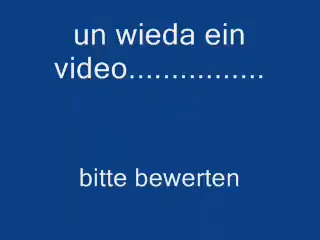 un wieda ein
video................
bitte bewerten